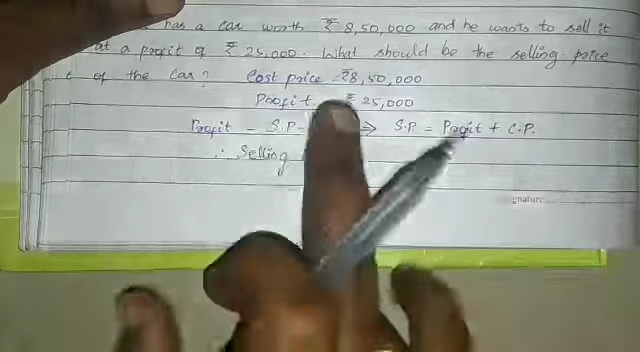 has a car worth ₹ 8,50,000 and he wants to sell it
at a profit of ₹ 25,000. What should be the selling price
of the car? Cost price = ₹8,50,000
Profit ₹ 25,000
Profit = S.P- ⇒ S.P. = Profit + C.P.
∴ Selling
gnature